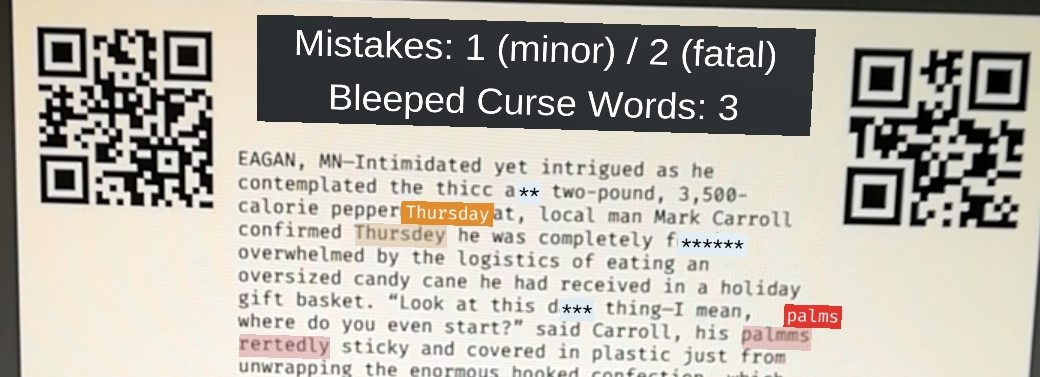 Mistakes: 1 (minor) / 2 (fatal)
Bleeped Curse Words: 3
EAGAN, MN—Intimidated yet intrigued as he
contemplated the thicc a** two-pound, 3,500-
calorie pepper Thursday at, local man Mark Carroll
confirmed Thursdey he was completely f******
overwhelmed by the logistics of eating an
oversized candy cane he had received in a holiday
gift basket. “Look at this d*** thing—I mean, palms
where do you even start?” said Carroll, his palmms
rertedly sticky and covered in plastic just from
unwrapping the enormous hooked confection, which